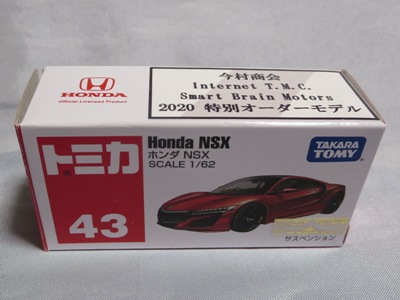 HONDA
Official Licensed Product
今村商会
Internet T.M.C.
Smart Brain Motors
2020 特別オーダーモデル
トミカ
43
Honda NSX
ホンダ NSX
SCALE 1/62
TAKARA
TOMY
サスペンション